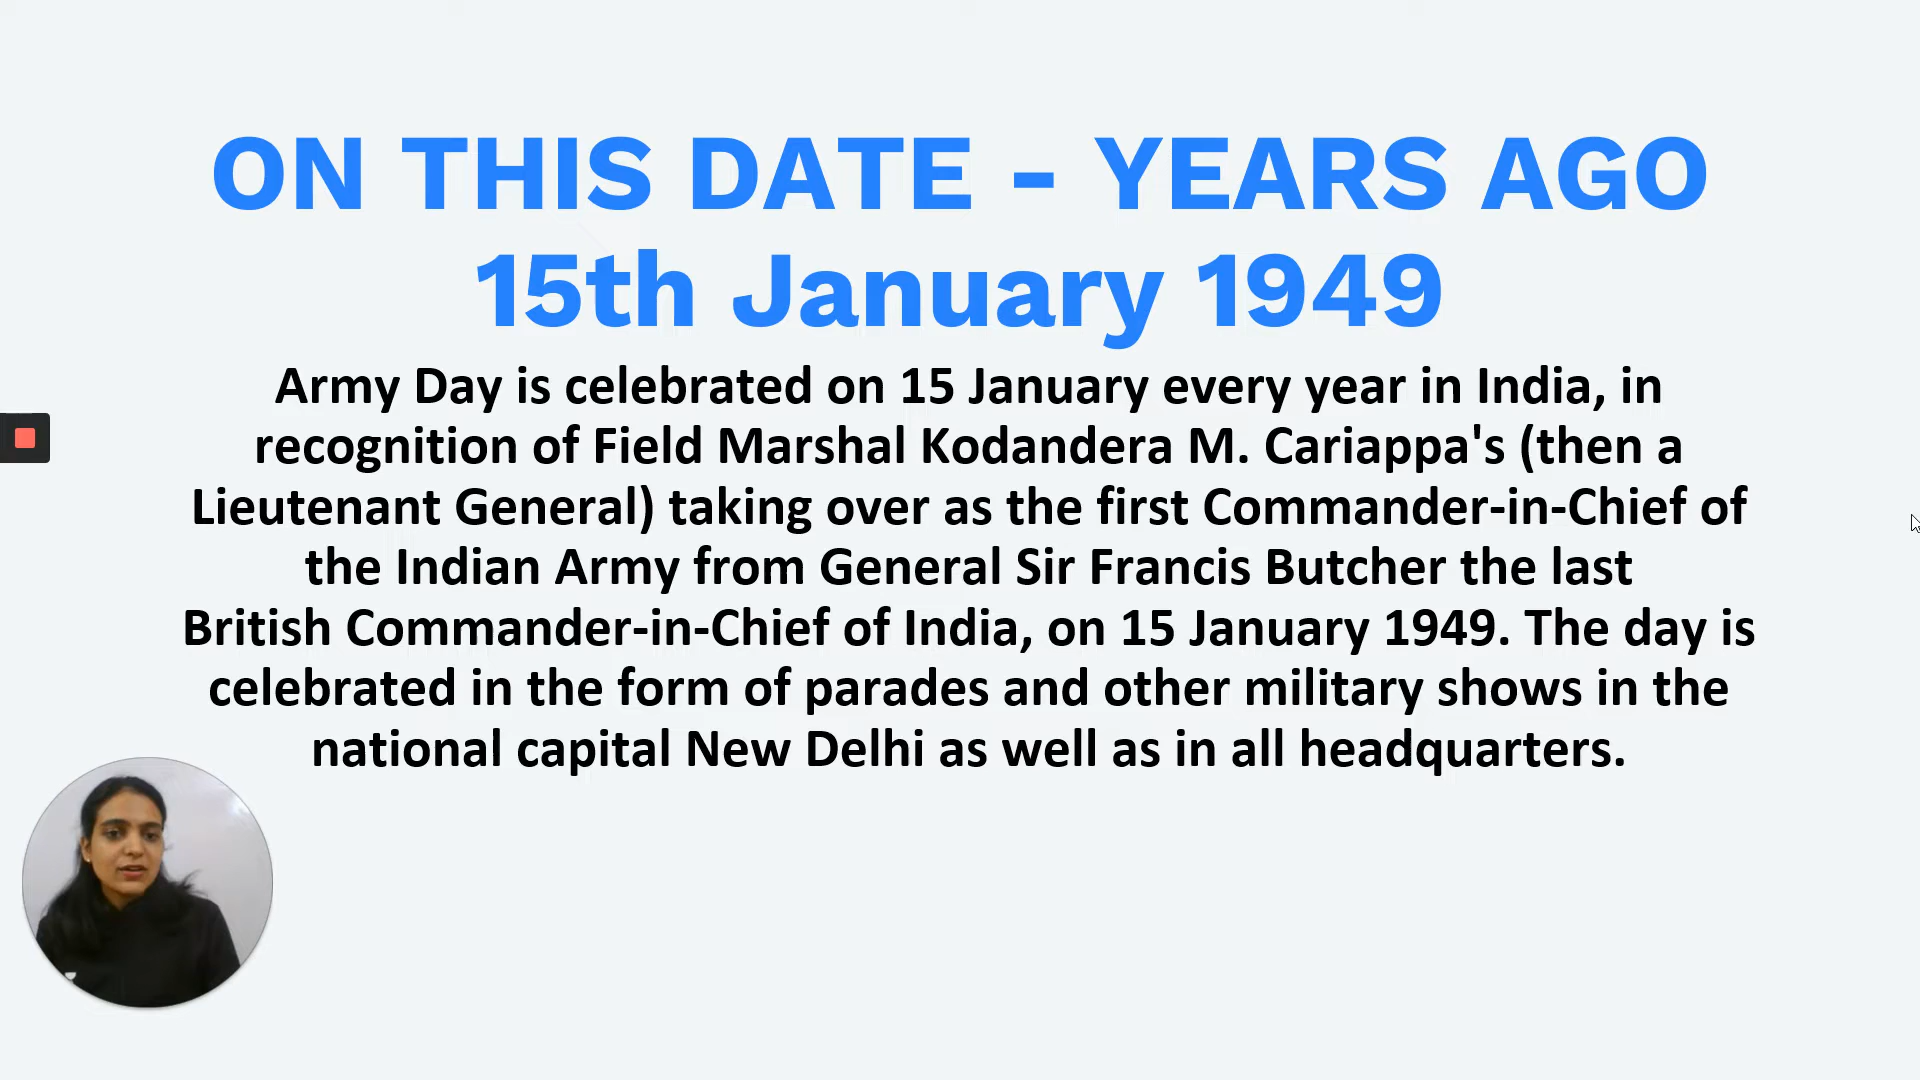 ON THIS DATE - YEARS AGO
15th January 1949
Army Day is celebrated on 15 January every year in India, in
recognition of Field Marshal Kodandera M. Cariappa's (then a
Lieutenant General) taking over as the first Commander-in-Chief of
the Indian Army from General Sir Francis Butcher the last
British Commander-in-Chief of India, on 15 January 1949. The day is
celebrated in the form of parades and other military shows in the
national capital New Delhi as well as in all headquarters.